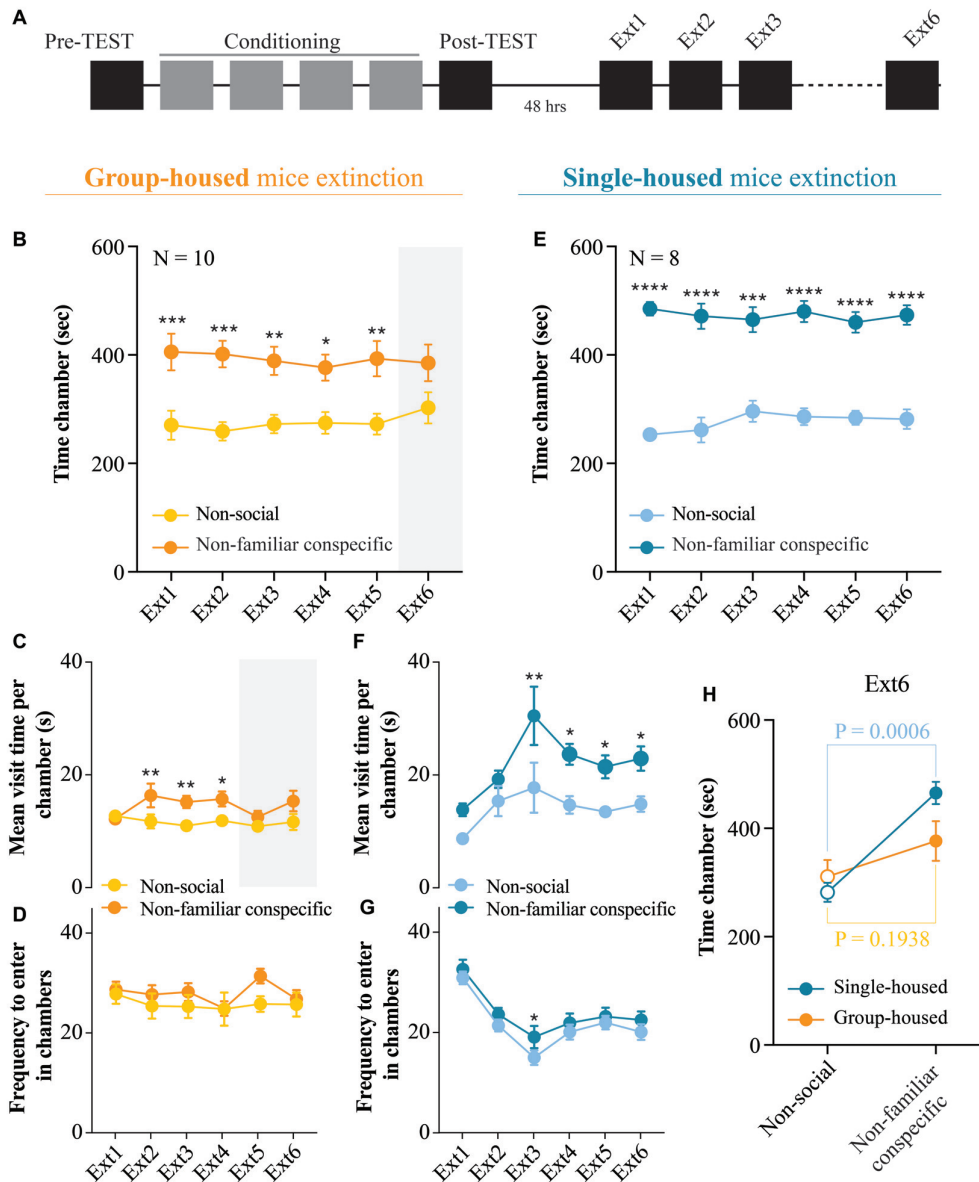 A
Pre-TEST
Conditioning
Post-TEST
Ext1
Ext2
Ext3
Ext6
48 hrs
Group-housed mice extinction
Single-housed mice extinction
B
Time chamber (sec)
600
400
200
0
N = 10
***
***
**
*
**
Non-social
Non-familiar conspecific
Ext1
Ext2
Ext3
Ext4
Ext5
Ext6
E
Time chamber (sec)
600
400
200
0
N = 8
****
****
***
****
****
****
Non-social
Non-familiar conspecific
Ext1
Ext2
Ext3
Ext4
Ext5
Ext6
C
Mean visit time per
chamber (s)
40
20
0
**
**
*
Non-social
Non-familiar conspecific
D
Frequency to enter
in chambers
40
20
0
Ext1
Ext2
Ext3
Ext4
Ext5
Ext6
F
Mean visit time per
chamber (s)
40
20
0
**
*
*
*
Non-social
Non-familiar conspecific
G
Frequency to enter
in chambers
40
20
0
*
Ext1
Ext2
Ext3
Ext4
Ext5
Ext6
H
Ext6
Time chamber (sec)
600
400
200
0
P = 0.0006
P = 0.1938
Single-housed
Group-housed
Non-social
Non-familiar
conspecific